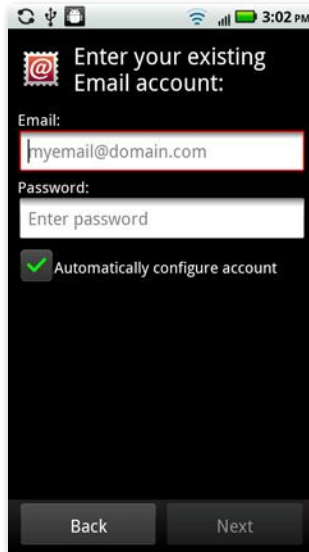 3:02 PM
Enter your existing
Email account:
Email:
myemail@domain.com
Password:
Enter password
Automatically configure account
Back
Next